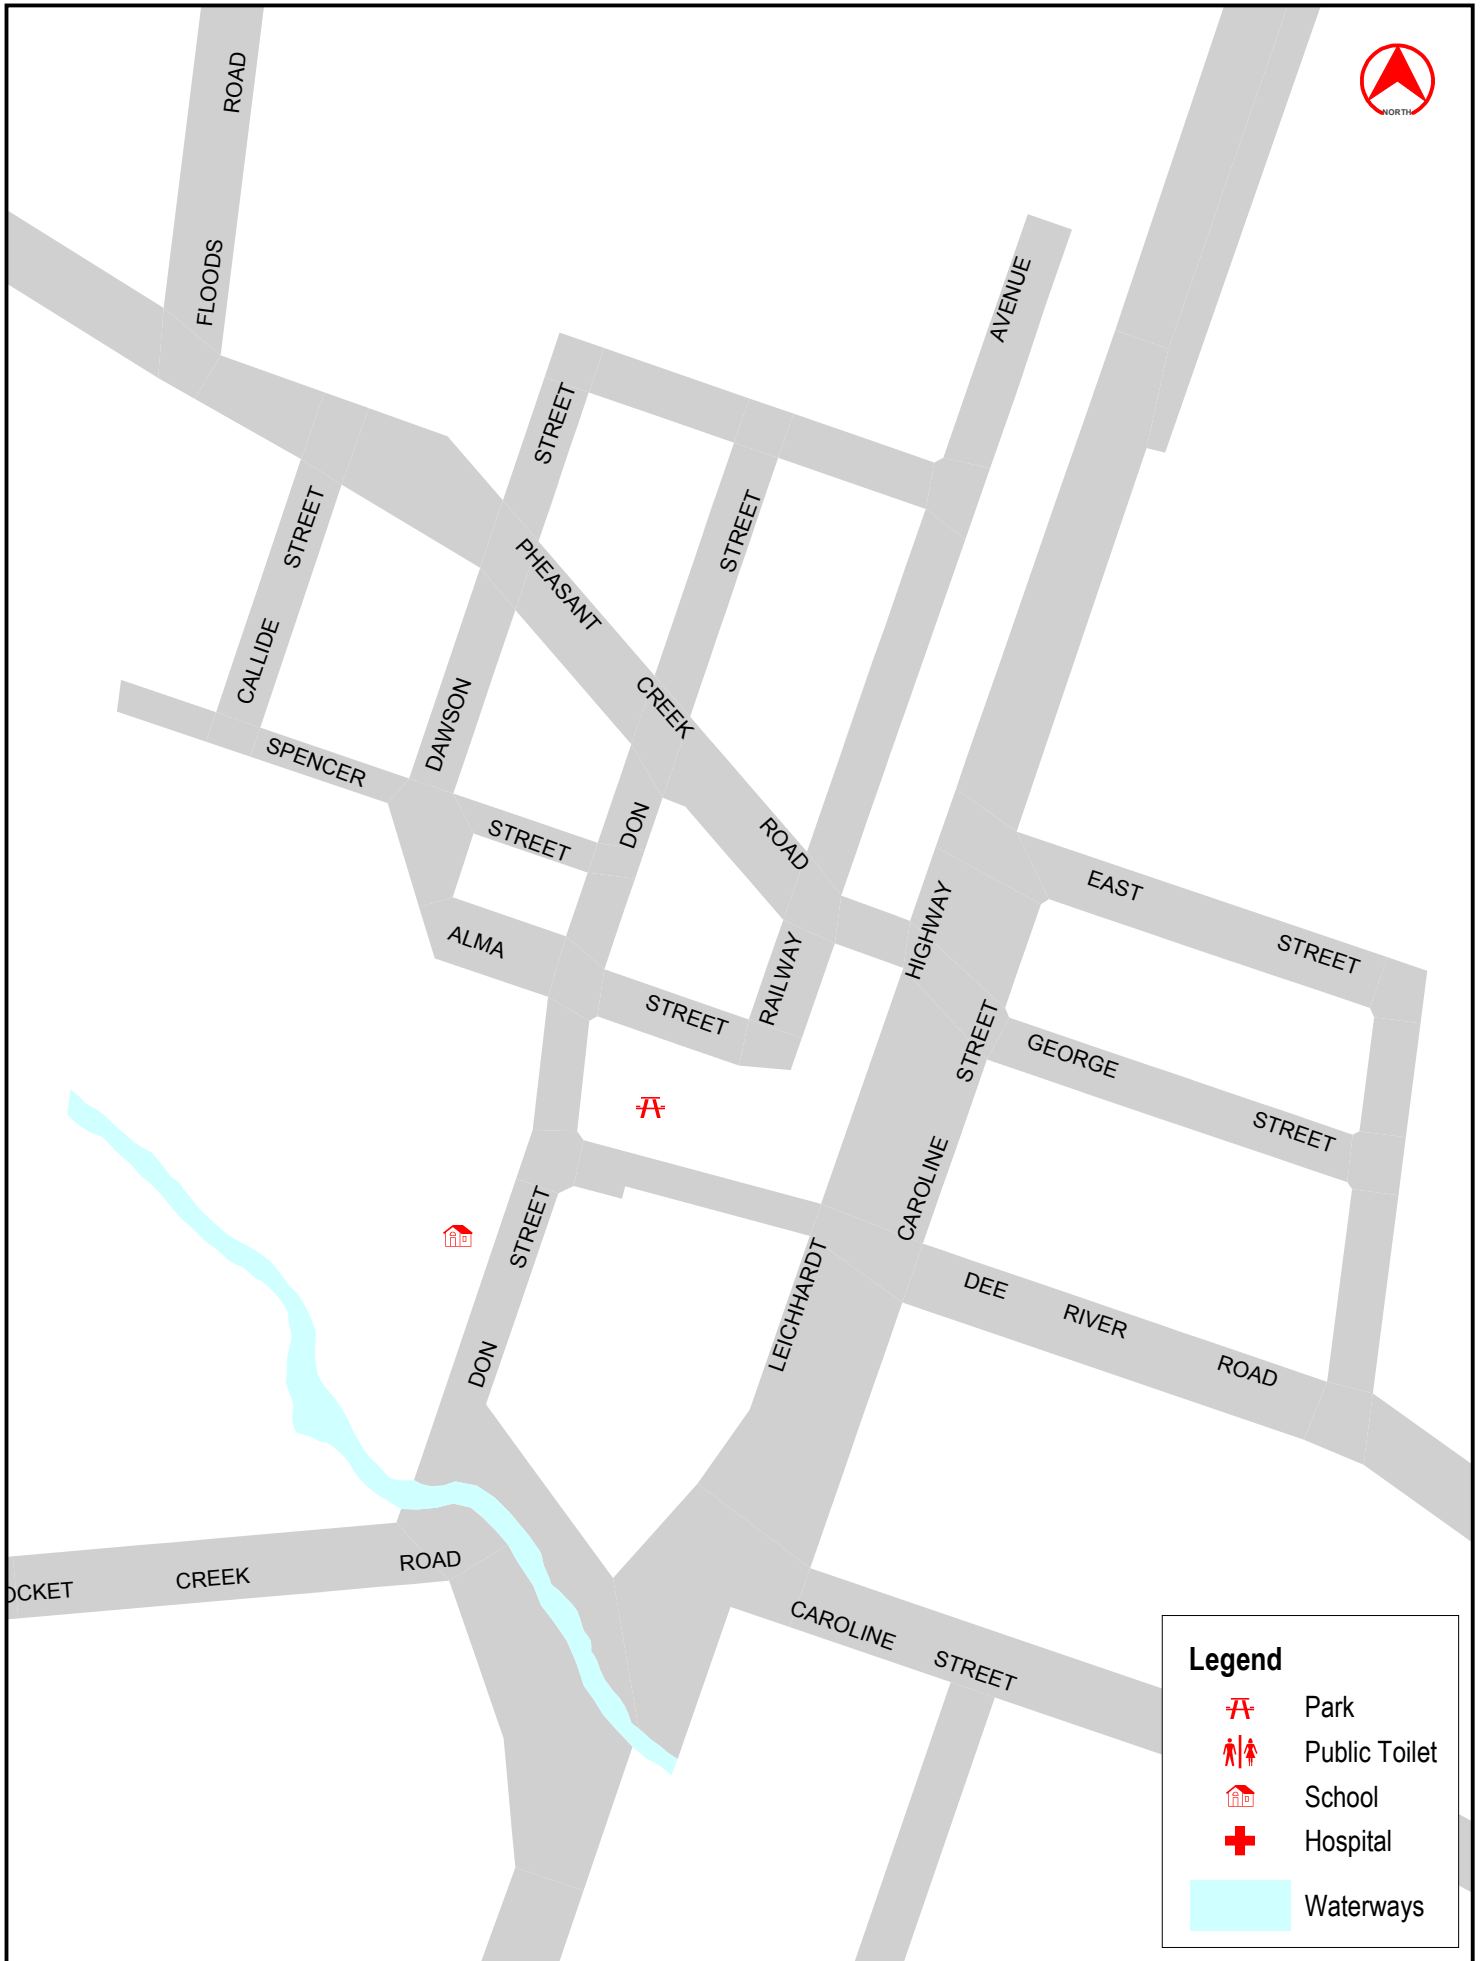 ROAD
FLOODS
NORTH
AVENUE
STREET
STREET
STREET
PHEASANT
CREEK
ROAD
CALLIDE
DAWSON
SPENCER
STREET
DON
EAST
STREET
HIGHWAY
ALMA
STREET
RAILWAY
STREET
GEORGE
STREET
CAROLINE
STREET
DON
LEICHHARDT
DEE
RIVER
ROAD
OCKET
CREEK
ROAD
CAROLINE
STREET
Legend
Park
Public Toilet
School
Hospital
Waterways